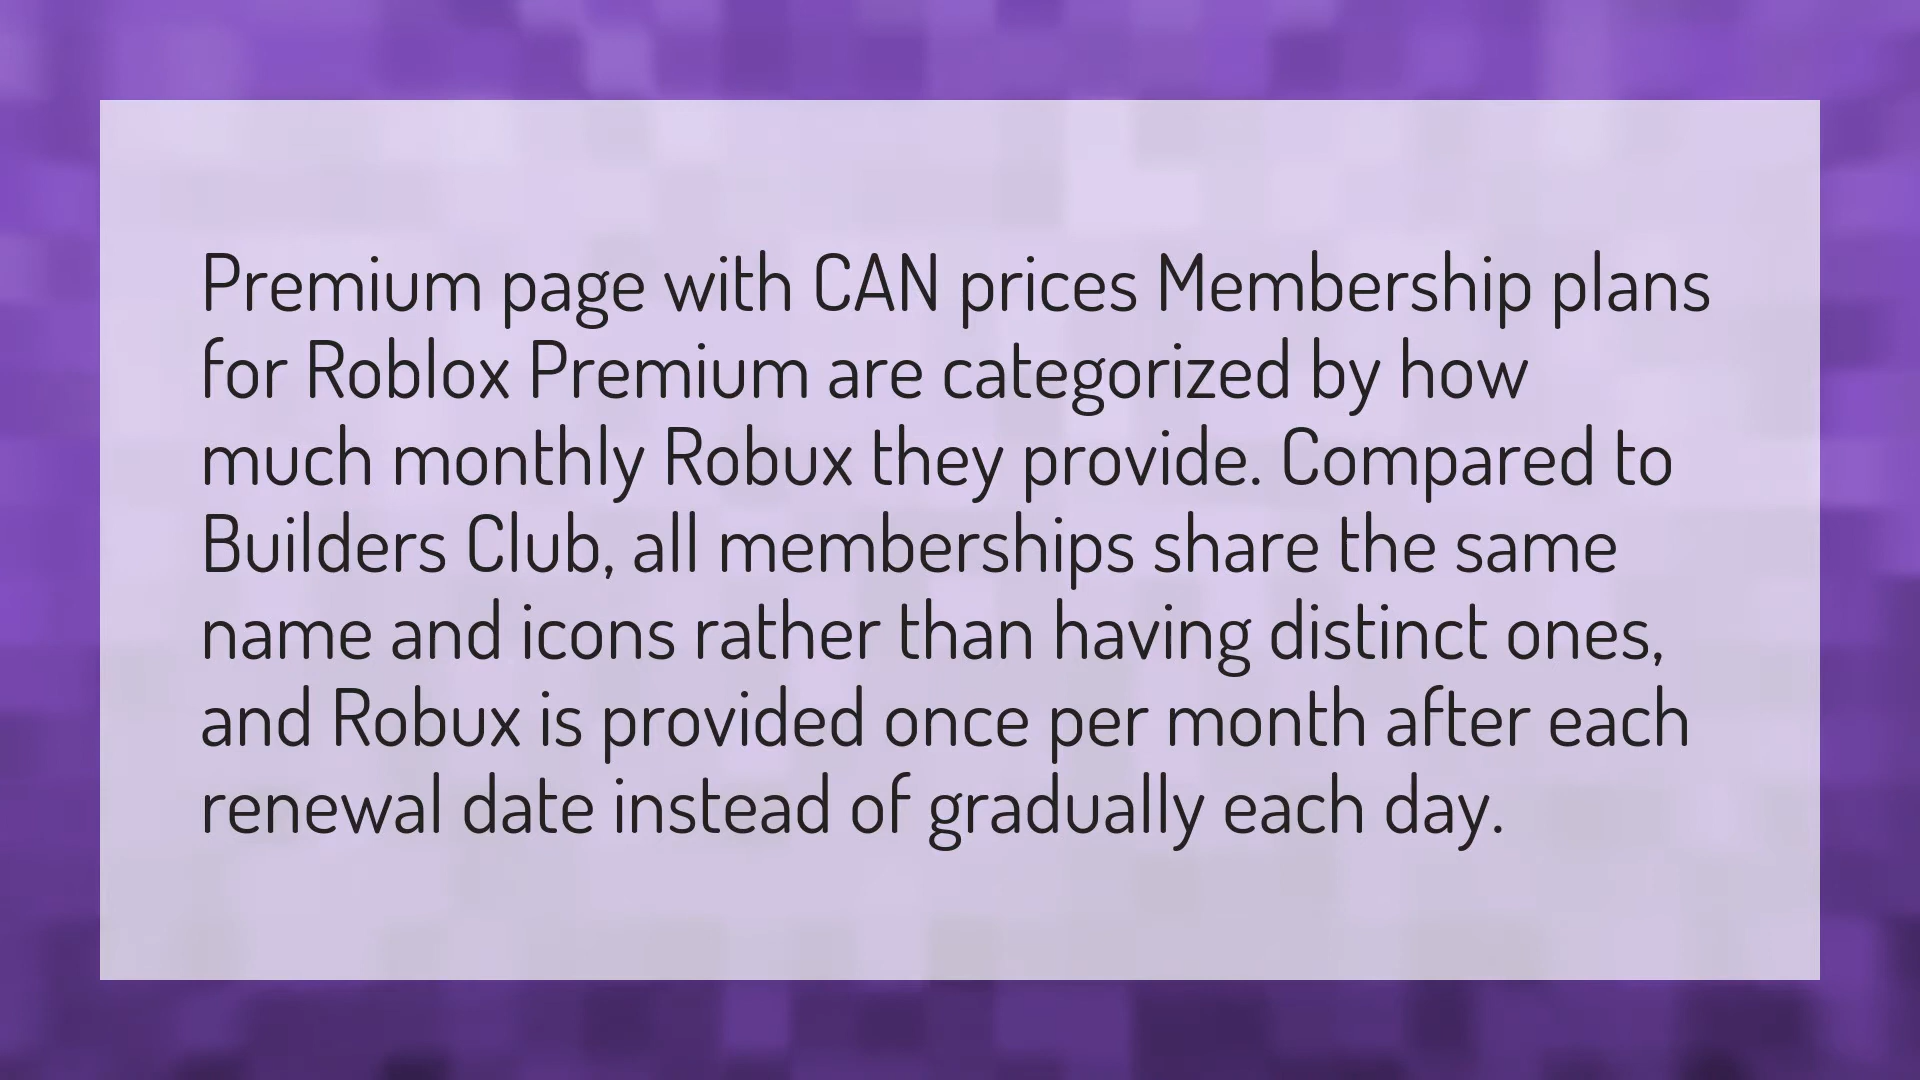 Premium page with CAN prices Membership plans
for Roblox Premium are categorized by how
much monthly Robux they provide. Compared to
Builders Club, all memberships share the same
name and icons rather than having distinct ones,
and Robux is provided once per month after each
renewal date instead of gradually each day.